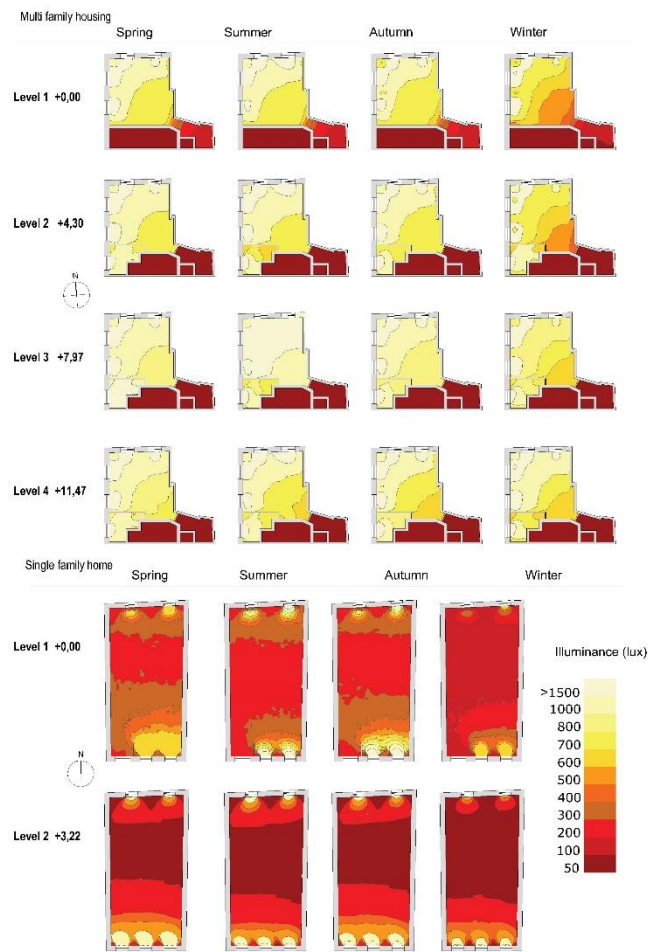 Multi family housing
Spring Summer Autumn Winter
Level 1 +0,00
Level 2 +4,30
N
Level 3 +7,97
Level 4 +11,47
Single family home
Spring Summer Autumn Winter
Level 1 +0,00
Illuminance (lux)
>1500
1000
800
700
600
500
400
300
200
100
50
N
Level 2 +3,22